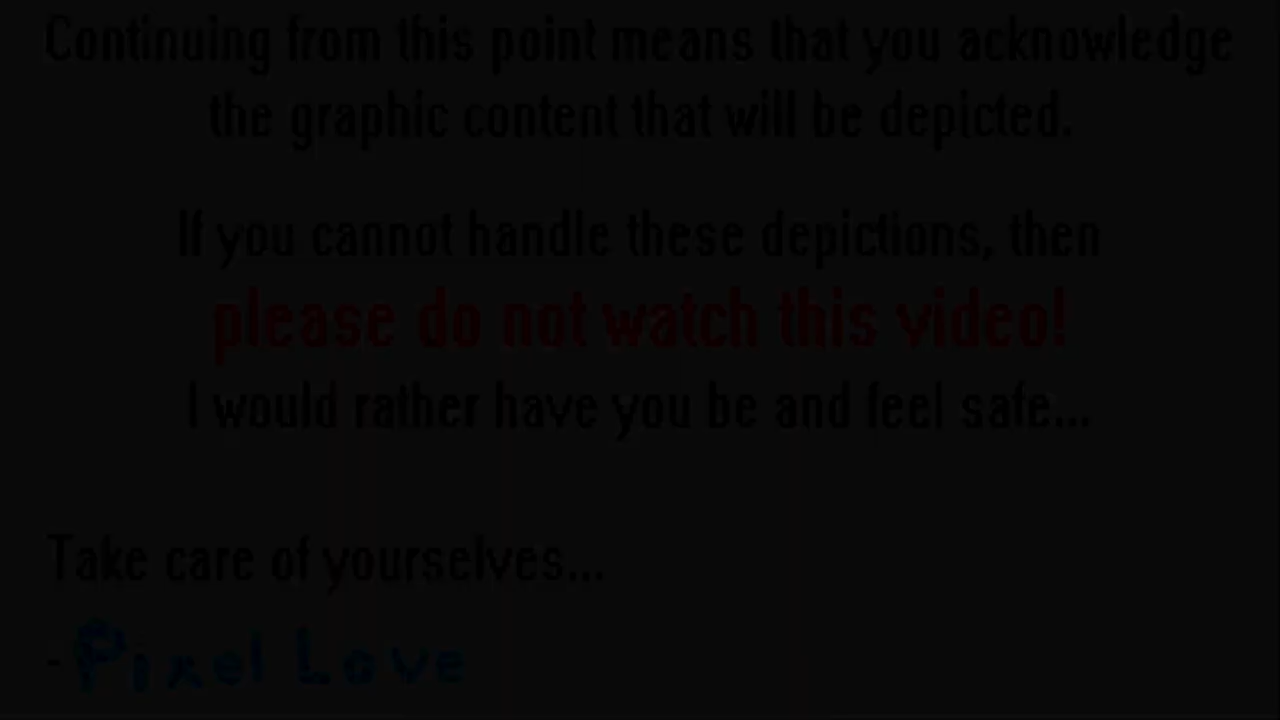 Continuing from this point means that you acknowledge
the graphic content that will be depicted.
If you cannot handle these depictions, then
please do not watch this video!
I would rather have you be and feel safe...
Take care of yourselves...
- Pixel Love